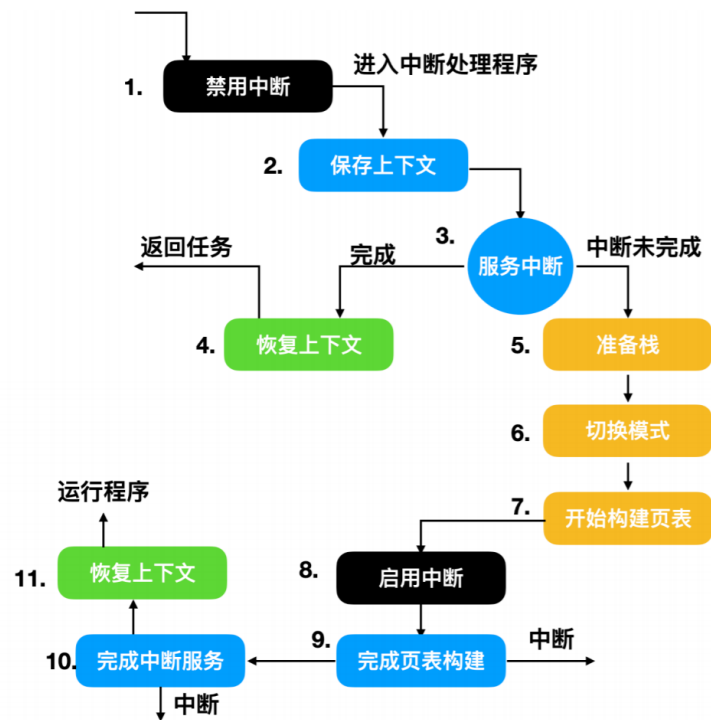 1.
禁用中断
进入中断处理程序
2.
保存上下文
3.
服务中断
返回任务
完成
中断未完成
4.
恢复上下文
5.
准备栈
6.
切换模式
7.
开始构建页表
运行程序
8.
启用中断
11.
恢复上下文
9.
完成页表构建
中断
10.
完成中断服务
中断